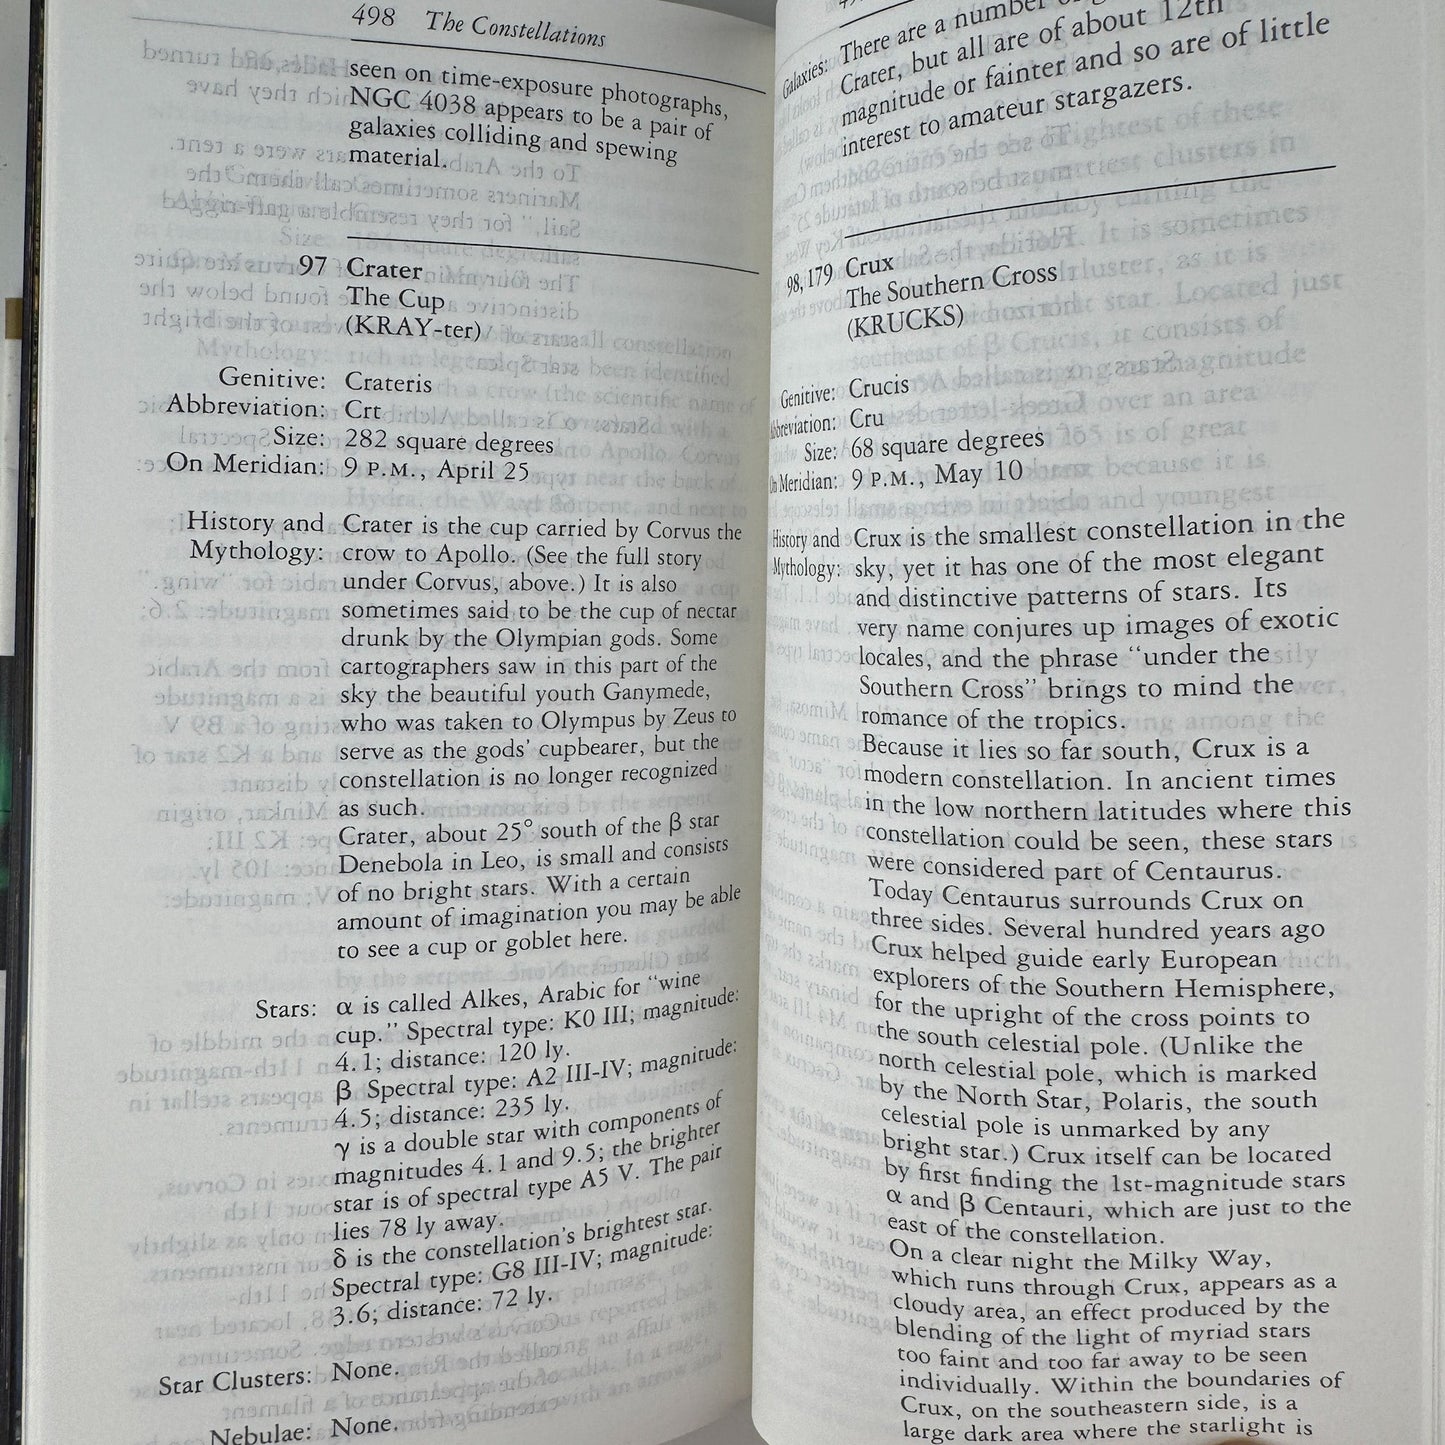 498 The Constellations
seen on time-exposure photographs,
NGC 4038 appears to be a pair of
galaxies colliding and spewing
material.
97 Crater
The Cup
(KRAY-ter)
Genitive: Crateris
Abbreviation: Crt
Size: 282 square degrees
On Meridian: 9 P.M., April 25
History and Crater is the cup carried by Corvus the
Mythology: crow to Apollo. (See the full story
under Corvus, above.) It is also
sometimes said to be the cup of nectar
drunk by the Olympian gods. Some
cartographers saw in this part of the
sky the beautiful youth Ganymede,
who was taken to Olympus by Zeus to
serve as the gods' cupbearer, but the
constellation is no longer recognized
as such.
Crater, about 25° south of the β star
Denebola in Leo, is small and consists
of no bright stars. With a certain
amount of imagination you may be able
to see a cup or goblet here.
Stars: α is called Alkes, Arabic for "wine
cup." Spectral type: K0 III; magnitude:
4.1; distance: 120 ly.
β Spectral type: A2 III-IV; magnitude:
4.5; distance: 235 ly.
γ is a double star with components of
magnitudes 4.1 and 9.5; the brighter
star is of spectral type A5 V. The pair
lies 78 ly away.
δ is the constellation's brightest star.
Spectral type: G8 III-IV; magnitude:
3.6; distance: 72 ly.
Star Clusters: None.
Nebulae: None.
Galaxies: There are a number
Crater, but all are of about 12th
magnitude or fainter and so are of little
interest to amateur stargazers.
98, 179 Crux
The Southern Cross
(KRUCKS)
Genitive: Crucis
Abbreviation: Cru
Size: 68 square degrees
On Meridian: 9 P.M., May 10
History and Crux is the smallest constellation in the
Mythology: sky, yet it has one of the most elegant
and distinctive patterns of stars. Its
very name conjures up images of exotic
locales, and the phrase "under the
Southern Cross" brings to mind the
romance of the tropics.
Because it lies so far south, Crux is a
modern constellation. In ancient times
in the low northern latitudes where this
constellation could be seen, these stars
were considered part of Centaurus.
Today Centaurus surrounds Crux on
three sides. Several hundred years ago
Crux helped guide early European
explorers of the Southern Hemisphere,
for the upright of the cross points to
the south celestial pole. (Unlike the
north celestial pole, which is marked
by the North Star, Polaris, the south
celestial pole is unmarked by any
bright star.) Crux itself can be located
by first finding the 1st-magnitude stars
α and β Centauri, which are just to the
east of the constellation.
On a clear night the Milky Way,
which runs through Crux, appears as a
cloudy area, an effect produced by the
blending of the light of myriad stars
too faint and too far away to be seen
individually. Within the boundaries of
Crux, on the southeastern side, is a
large dark area where the starlight is